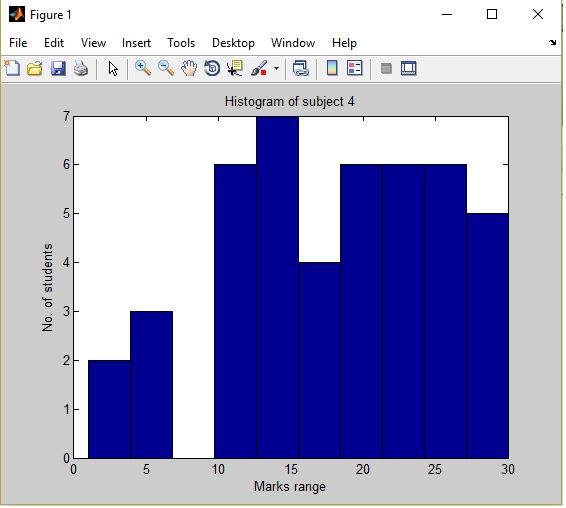 Figure 1
File Edit View Insert Tools Desktop Window Help
Histogram of subject 4
7
6
5
4
3
2
1
0
No. of students
0 5 10 15 20 25 30
Marks range